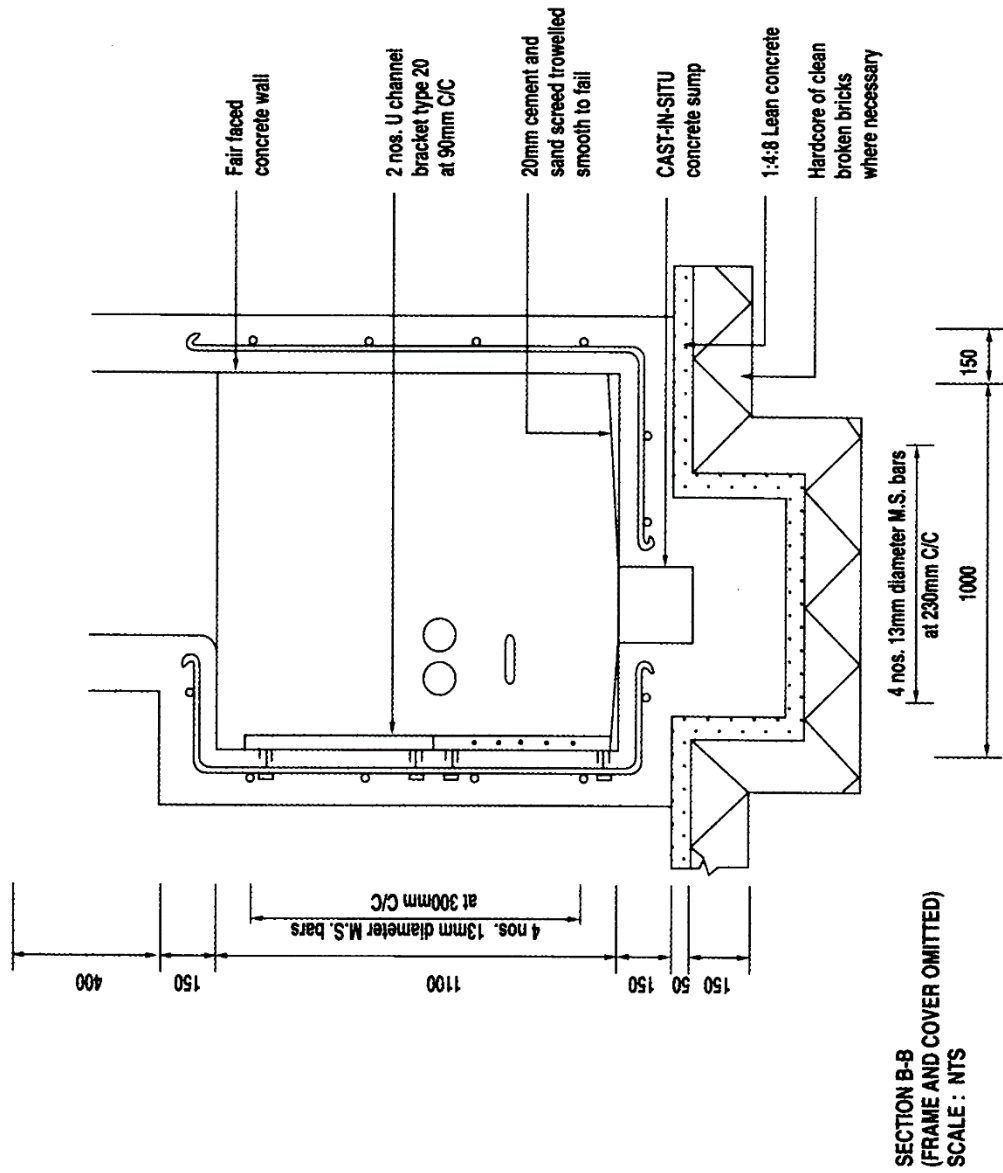 Fair faced
concrete wall
2 nos. U channel
bracket type 20
at 90mm C/C
20mm cement and
sand screed trowelled
smooth to fail
CAST-IN-SITU
concrete sump
1:4:8 Lean concrete
Hardcore of clean
broken bricks
where necessary
400
150
1100
150
50
150
4 nos. 13mm diameter M.S. bars
at 300mm C/C
4 nos. 13mm diameter M.S. bars
at 230mm C/C
1000
150
SECTION B-B
(FRAME AND COVER OMITTED)
SCALE : NTS